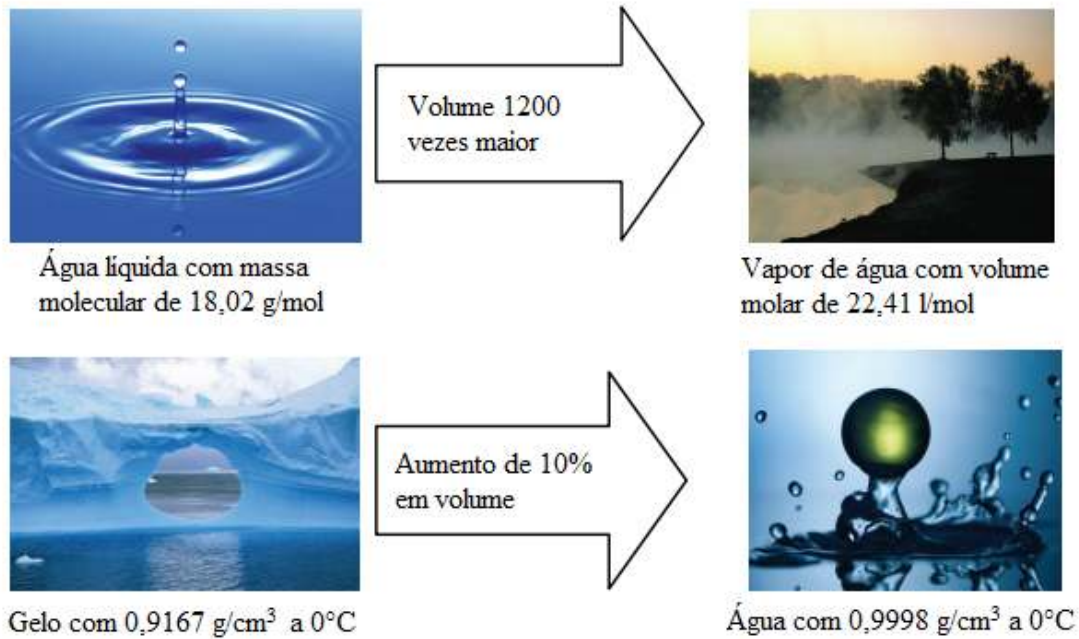 Volume 1200
vezes maior
Água líquida com massa
molecular de 18,02 g/mol
Vapor de água com volume
molar de 22,41 l/mol
Aumento de 10%
em volume
Gelo com 0,9167 g/cm³ a 0°C
Água com 0,9998 g/cm³ a 0°C